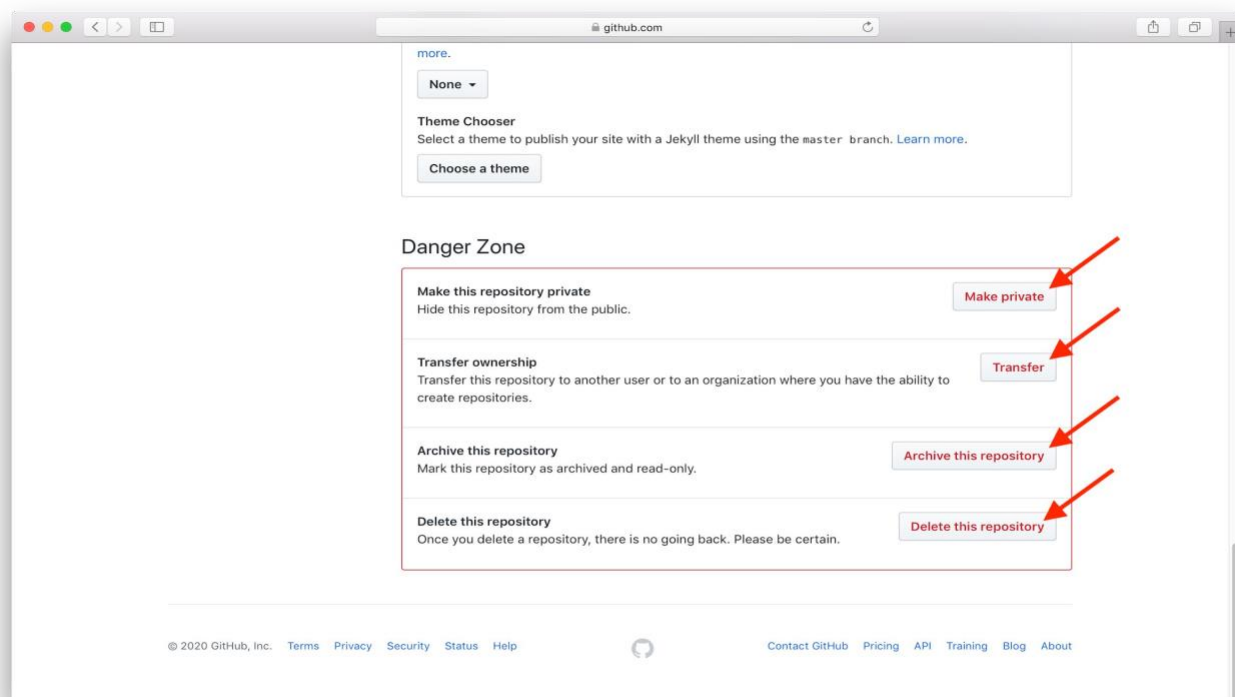 github.com
more.
None
Theme Chooser
Select a theme to publish your site with a Jekyll theme using the master branch. Learn more.
Choose a theme
Danger Zone
Make this repository private
Hide this repository from the public.
Make private
Transfer ownership
Transfer this repository to another user or to an organization where you have the ability to
create repositories.
Transfer
Archive this repository
Mark this repository as archived and read-only.
Archive this repository
Delete this repository
Once you delete a repository, there is no going back. Please be certain.
Delete this repository
© 2020 GitHub, Inc. Terms Privacy Security Status Help Contact GitHub Pricing API Training Blog About